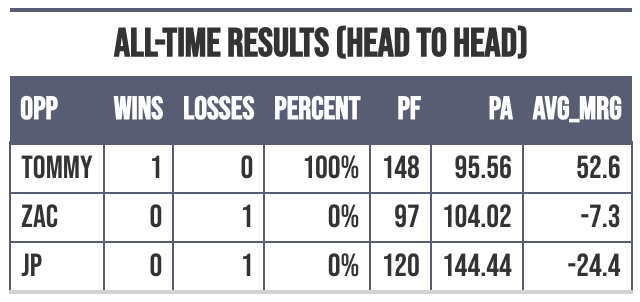 ALL-TIME RESULTS (HEAD TO HEAD)
OPP WINS LOSSES PERCENT PF PA AVG_MRG
TOMMY 1 0 100% 148 95.56 52.6
ZAC 0 1 0% 97 104.02 -7.3
JP 0 1 0% 120 144.44 -24.4